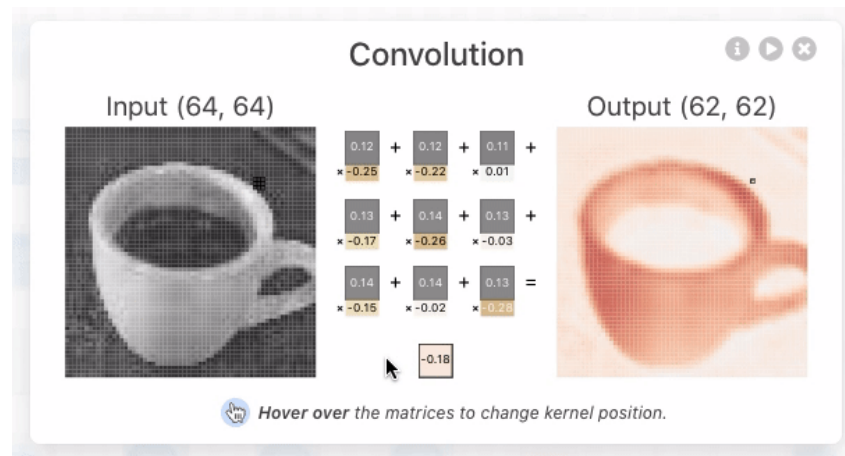 Convolution
Input (64, 64)
Output (62, 62)
0.12 + 0.12 + 0.11 +
× -0.25 × -0.22 × 0.01
0.13 + 0.14 + 0.13 +
× -0.17 × -0.26 × -0.03
0.14 + 0.14 + 0.13 =
× -0.15 × -0.02 × -0.28
-0.18
Hover over the matrices to change kernel position.